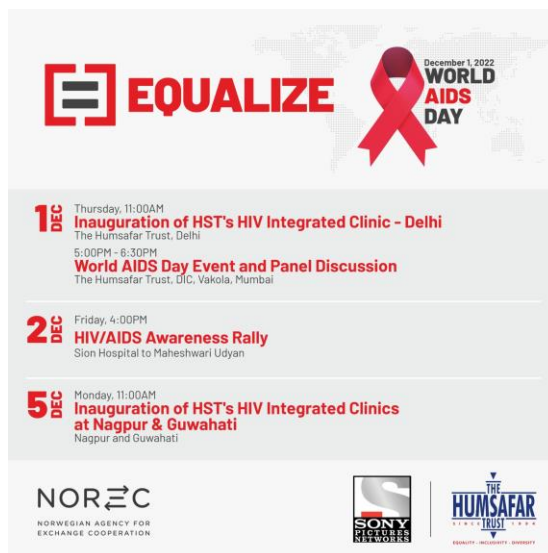 EQUALIZE
December 1, 2022
WORLD
AIDS
DAY
1 DEC
Thursday, 11:00AM
Inauguration of HST's HIV Integrated Clinic - Delhi
The Humsafar Trust, Delhi
5:00PM - 6:30PM
World AIDS Day Event and Panel Discussion
The Humsafar Trust, DIC, Vakola, Mumbai
2 DEC
Friday, 4:00PM
HIV/AIDS Awareness Rally
Sion Hospital to Maheshwari Udyan
5 DEC
Monday, 11:00AM
Inauguration of HST's HIV Integrated Clinics
at Nagpur & Guwahati
Nagpur and Guwahati
NOREC
NORWEGIAN AGENCY FOR
EXCHANGE COOPERATION
S
SONY
PICTURES
NETWORKS
THE
HUMSAFAR
SINCE TRUST 1994
EQUALITY - INCLUSIVITY - DIVERSITY